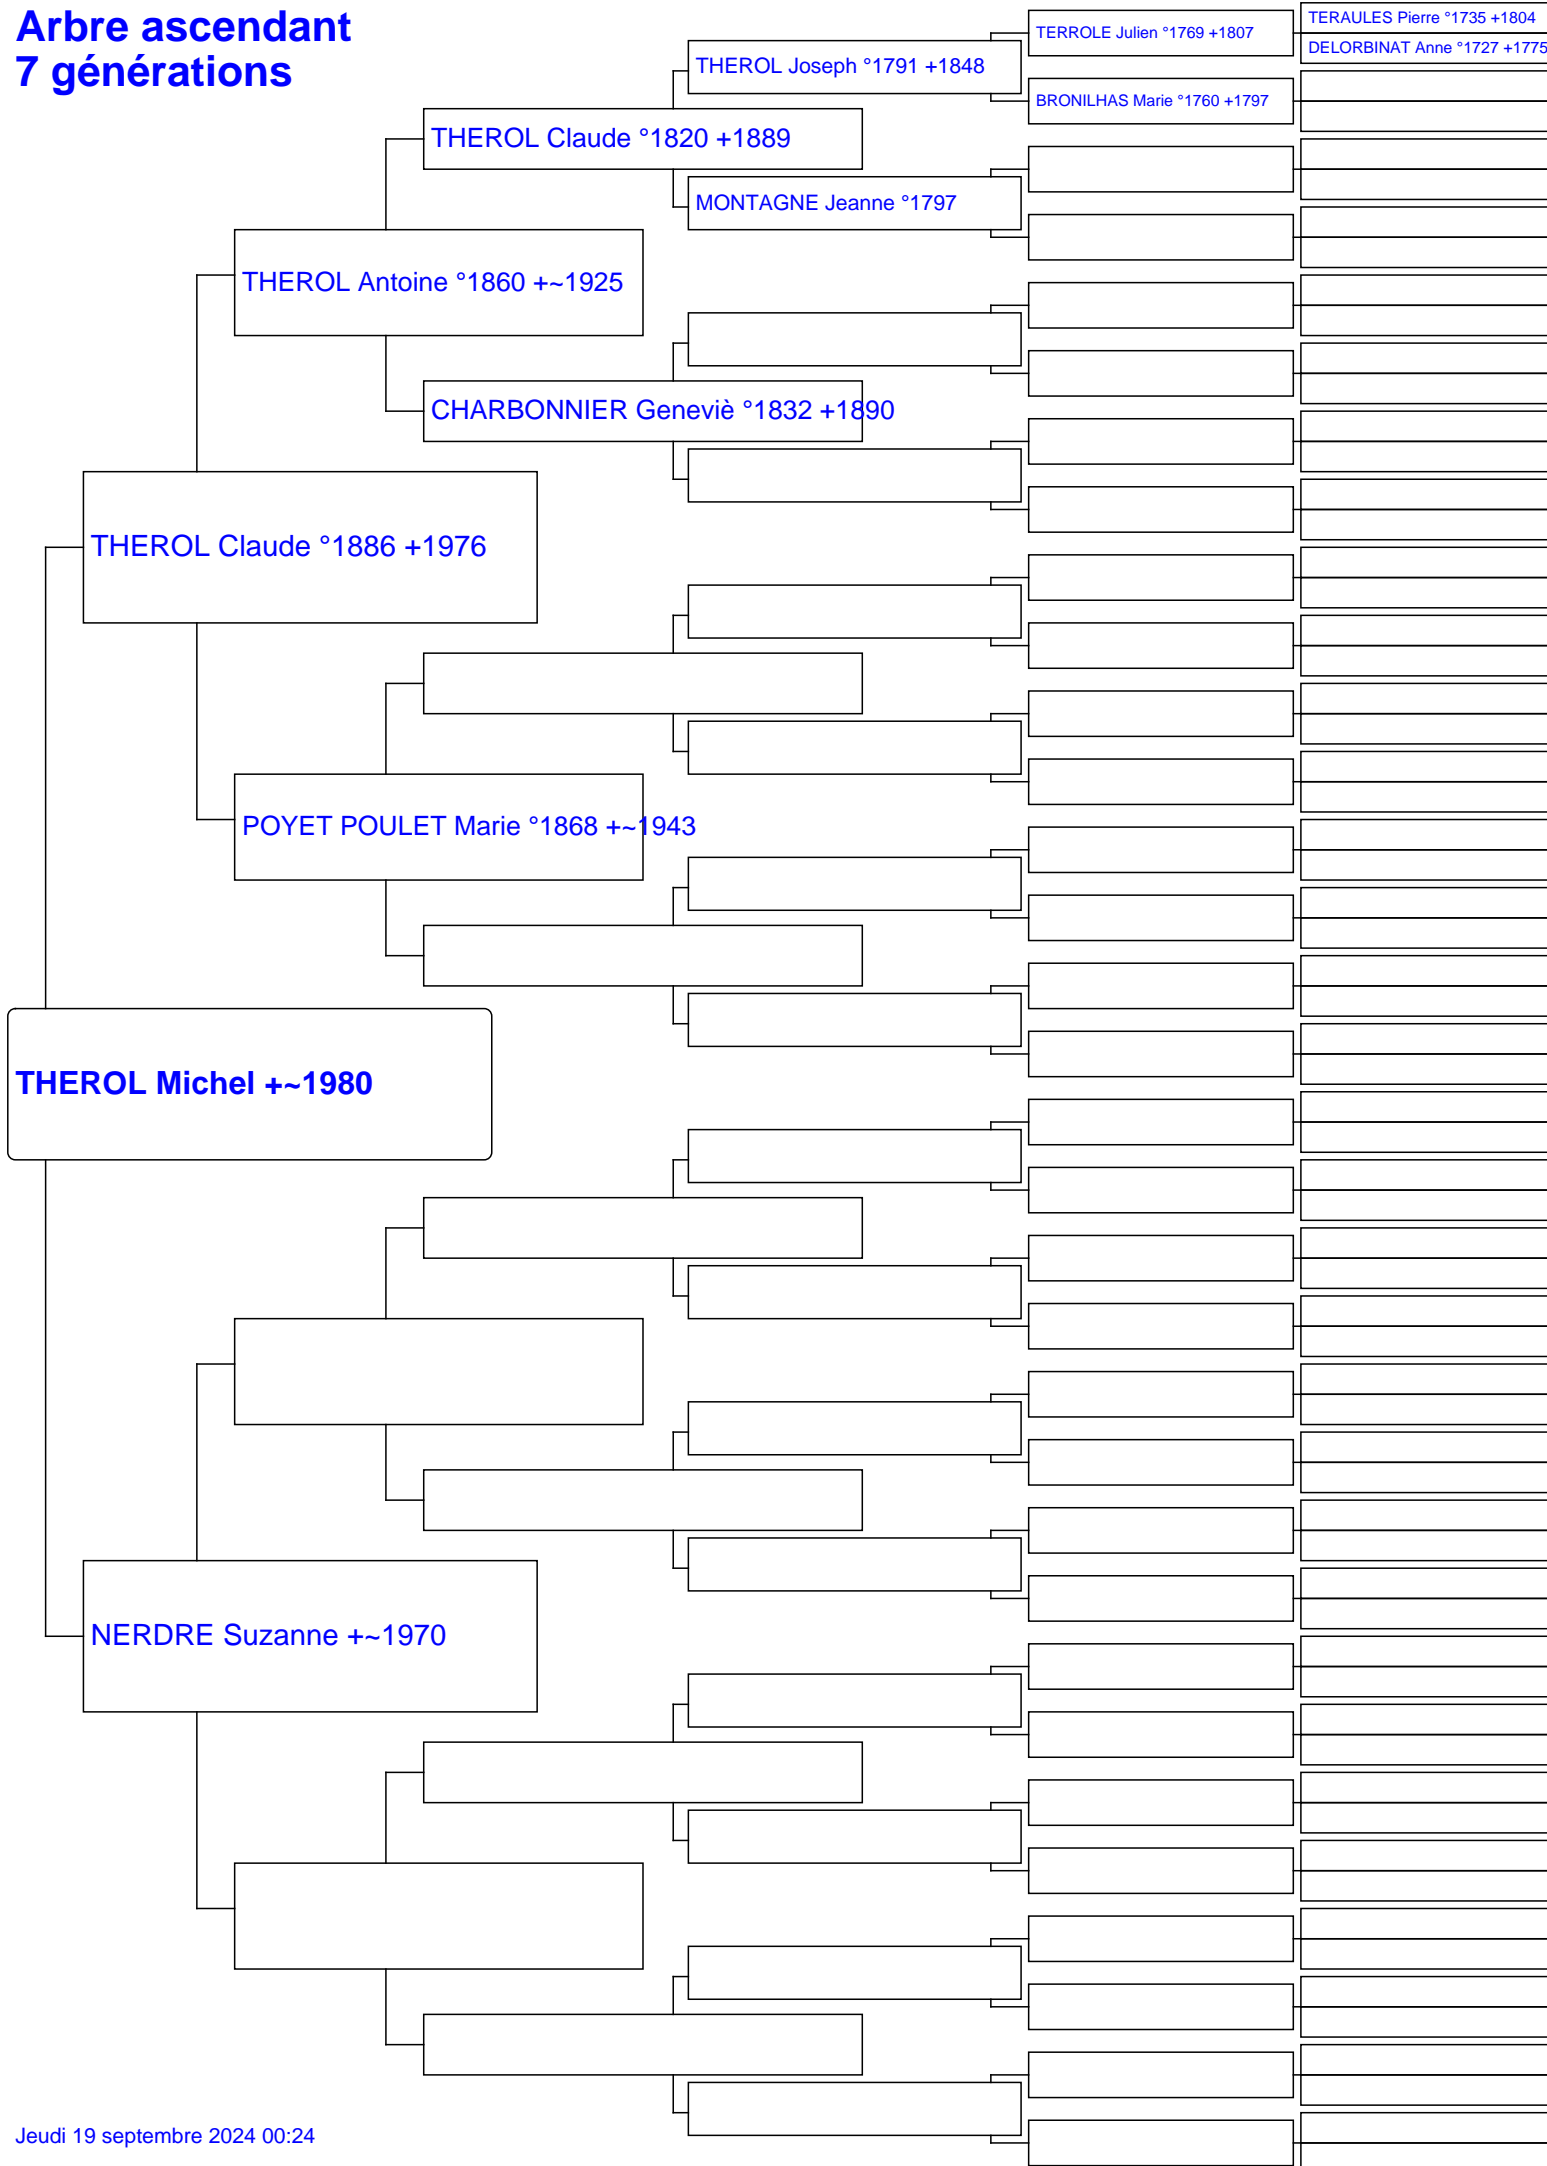 Arbre ascendant
7 générations
TERROLE Julien °1769 +1807
TERAULES Pierre °1735 +1804
DELORBINAT Anne °1727 +1775
THEROL Joseph °1791 +1848
BRONILHAS Marie °1760 +1797
THEROL Claude °1820 +1889
MONTAGNE Jeanne °1797
THEROL Antoine °1860 +~1925
CHARBONNIER Geneviè °1832 +1890
THEROL Claude °1886 +1976
POYET POULET Marie °1868 +~1943
THEROL Michel +~1980
NERDRE Suzanne +~1970
Jeudi 19 septembre 2024 00:24